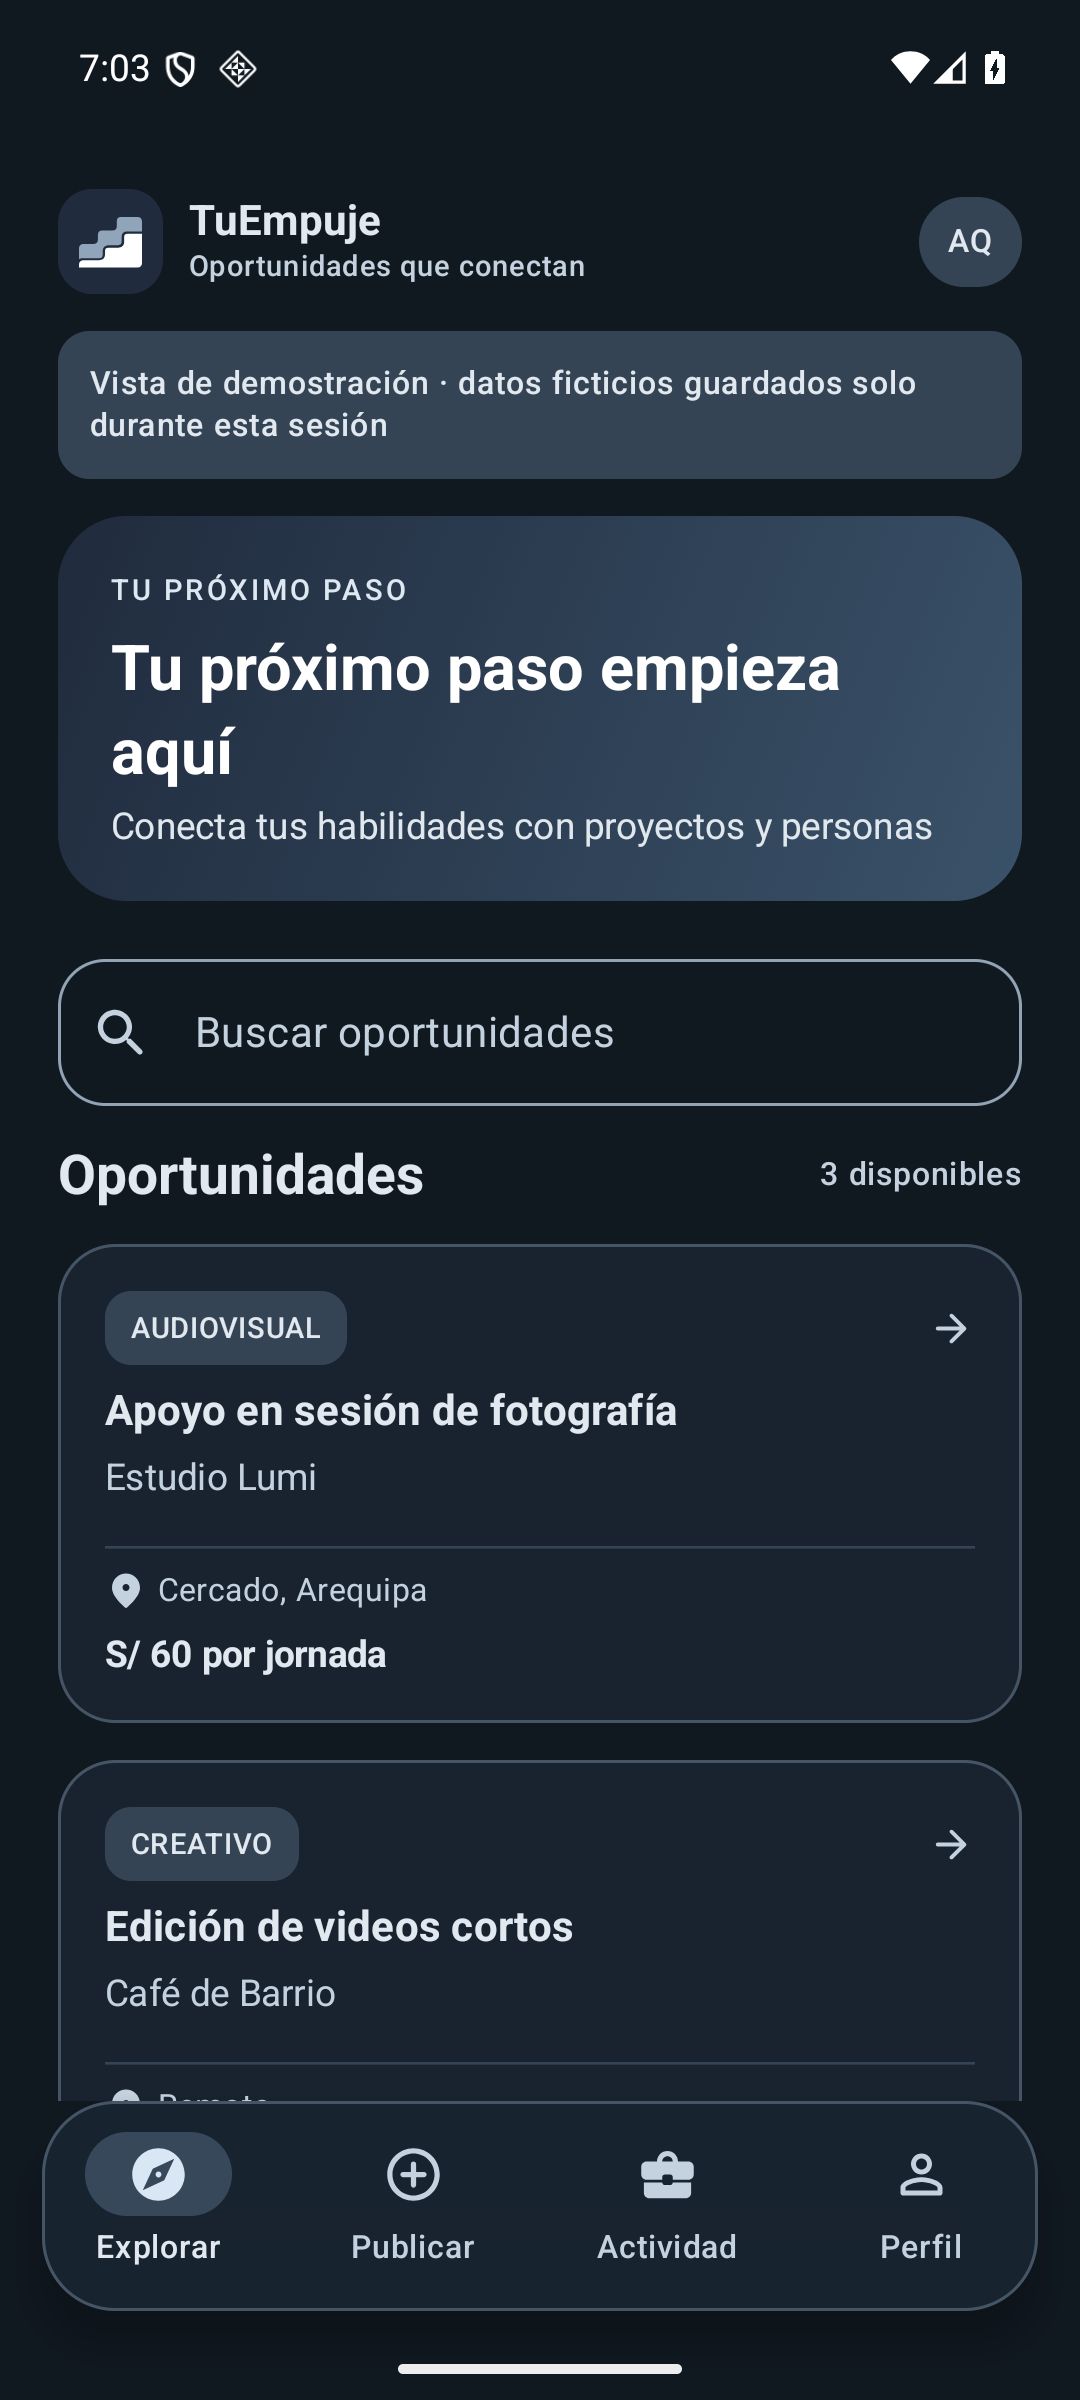 7:03
TuEmpuje
Oportunidades que conectan
AQ
Vista de demostración · datos ficticios guardados solo
durante esta sesión
TU PRÓXIMO PASO
Tu próximo paso empieza
aquí
Conecta tus habilidades con proyectos y personas
Buscar oportunidades
Oportunidades
3 disponibles
AUDIOVISUAL
Apoyo en sesión de fotografía
Estudio Lumi
Cercado, Arequipa
S/ 60 por jornada
CREATIVO
Edición de videos cortos
Café de Barrio
Explorar
Publicar
Actividad
Perfil